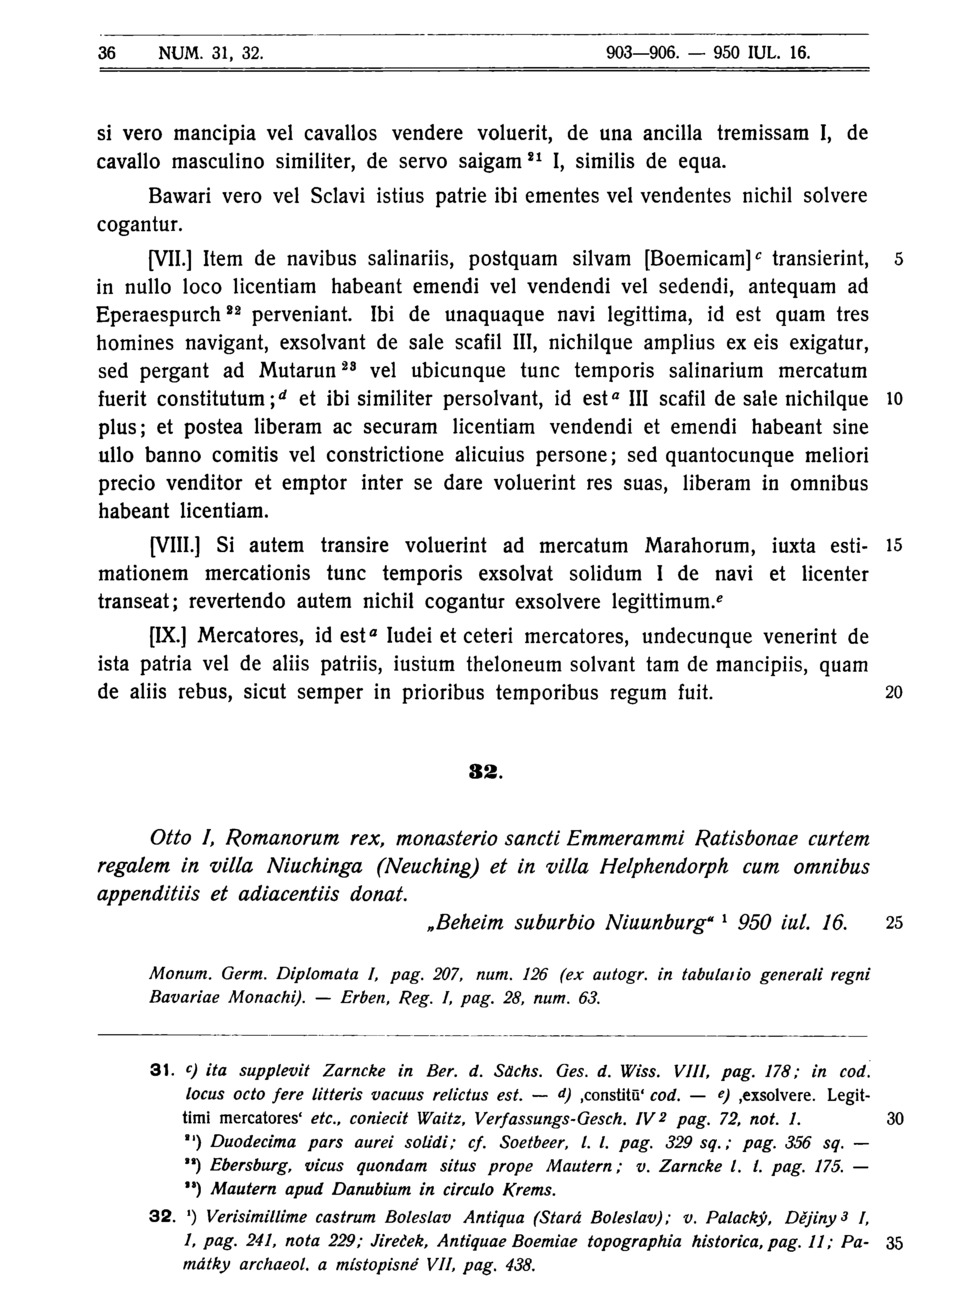 36 NUM. 31, 32. 903—906. — 950 IUL. 16.
si vero mancipia vel cavallos vendere voluerit, de una ancilla tremissam I, de
cavallo masculino similiter, de servo saigam ²¹ I, similis de equa.
Bawari vero vel Sclavi istius patrie ibi ementes vel vendentes nichil solvere
cogantur.
[VII.] Item de navibus salinariis, postquam silvam [Boemicam] ᶜ transierint, 5
in nullo loco licentiam habeant emendi vel vendendi vel sedendi, antequam ad
Eperaespurch ²² perveniant. Ibi de unaquaque navi legittima, id est quam tres
homines navigant, exsolvant de sale scafil III, nichilque amplius ex eis exigatur,
sed pergant ad Mutarun ²³ vel ubicunque tunc temporis salinarium mercatum
fuerit constitutum; ᵈ et ibi similiter persolvant, id est ᵃ III scafil de sale nichilque 10
plus; et postea liberam ac securam licentiam vendendi et emendi habeant sine
ullo banno comitis vel constrictione alicuius persone; sed quantocunque meliori
precio venditor et emptor inter se dare voluerint res suas, liberam in omnibus
habeant licentiam.
[VIII.] Si autem transire voluerint ad mercatum Marahorum, iuxta esti- 15
mationem mercationis tunc temporis exsolvat solidum I de navi et licenter
transeat; revertendo autem nichil cogantur exsolvere legittimum. ᵉ
[IX.] Mercatores, id est ᵃ Iudei et ceteri mercatores, undecunque venerint de
ista patria vel de aliis patriis, iustum theloneum solvant tam de mancipiis, quam
de aliis rebus, sicut semper in prioribus temporibus regum fuit. 20
32.
Otto I, Romanorum rex, monasterio sancti Emmerammi Ratisbonae curtem
regalem in villa Niuchinga (Neuching) et in villa Helphendorph cum omnibus
appenditiis et adiacentiis donat.
„Beheim suburbio Niuunburg“ ¹ 950 iul. 16. 25
Monum. Germ. Diplomata I, pag. 207, num. 126 (ex autogr. in tabulario generali regni
Bavariae Monachi). — Erben, Reg. I, pag. 28, num. 63.
31. ᶜ) ita supplevit Zarncke in Ber. d. Sächs. Ges. d. Wiss. VIII, pag. 178; in cod.
locus octo fere litteris vacuus relictus est. — ᵈ) ‚constitū‘ cod. — ᵉ) ‚exsolvere. Legit-
timi mercatores‘ etc., coniecit Waitz, Verfassungs-Gesch. IV² pag. 72, not. 1. 30
²¹) Duodecima pars aurei solidi; cf. Soetbeer, l. l. pag. 329 sq.; pag. 356 sq. —
²²) Ebersburg, vicus quondam situs prope Mautern; v. Zarncke l. l. pag. 175. —
²³) Mautern apud Danubium in circulo Krems.
32. ¹) Verisimillime castrum Boleslav Antiqua (Stará Boleslav); v. Palacký, Dějiny ³ I,
1, pag. 241, nota 229; Jireček, Antiquae Boemiae topographia historica, pag. 11; Pa- 35
mátky archaeol. a místopisné VII, pag. 438.